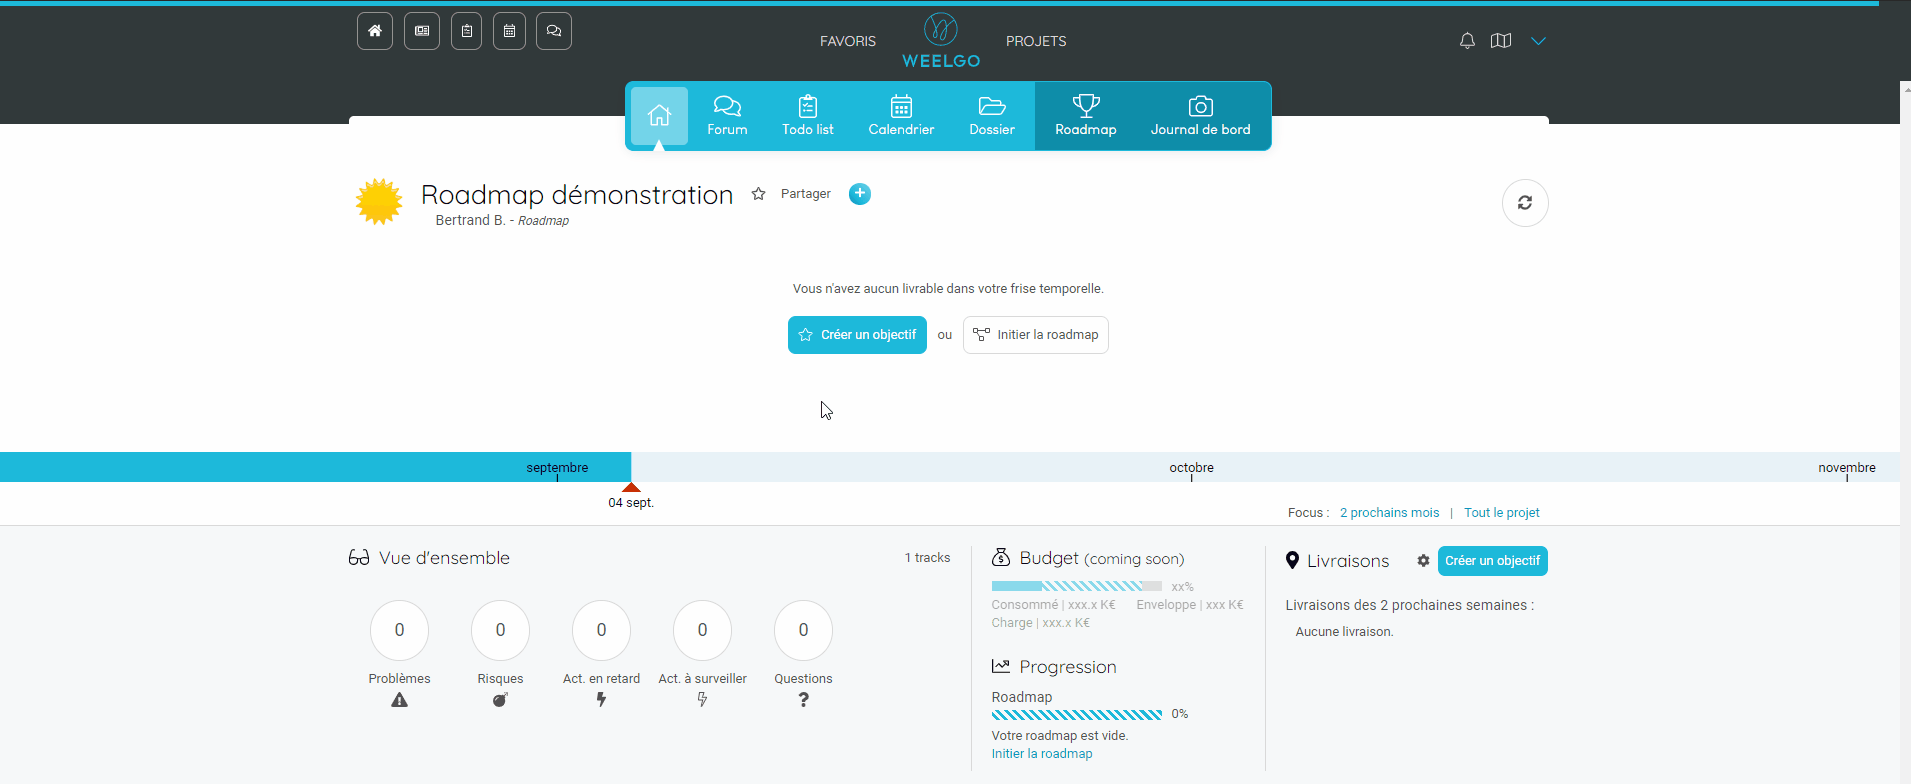 FAVORIS
WEELGO
PROJETS
Forum
Todo list
Calendrier
Dossier
Roadmap
Journal de bord
Roadmap démonstration
Partager
Bertrand B. - Roadmap
Vous n'avez aucun livrable dans votre frise temporelle.
Créer un objectif
ou
Initier la roadmap
septembre
octobre
novembre
04 sept.
Focus : 2 prochains mois | Tout le projet
Vue d'ensemble
1 tracks
0
0
0
0
0
Problèmes
Risques
Act. en retard
Act. à surveiller
Questions
Budget (coming soon)
xx%
Consommé | xxx.x K€
Enveloppe | xxx K€
Charge | xxx.x K€
Progression
Roadmap
0%
Votre roadmap est vide.
Initier la roadmap
Livraisons
Créer un objectif
Livraisons des 2 prochaines semaines :
Aucune livraison.